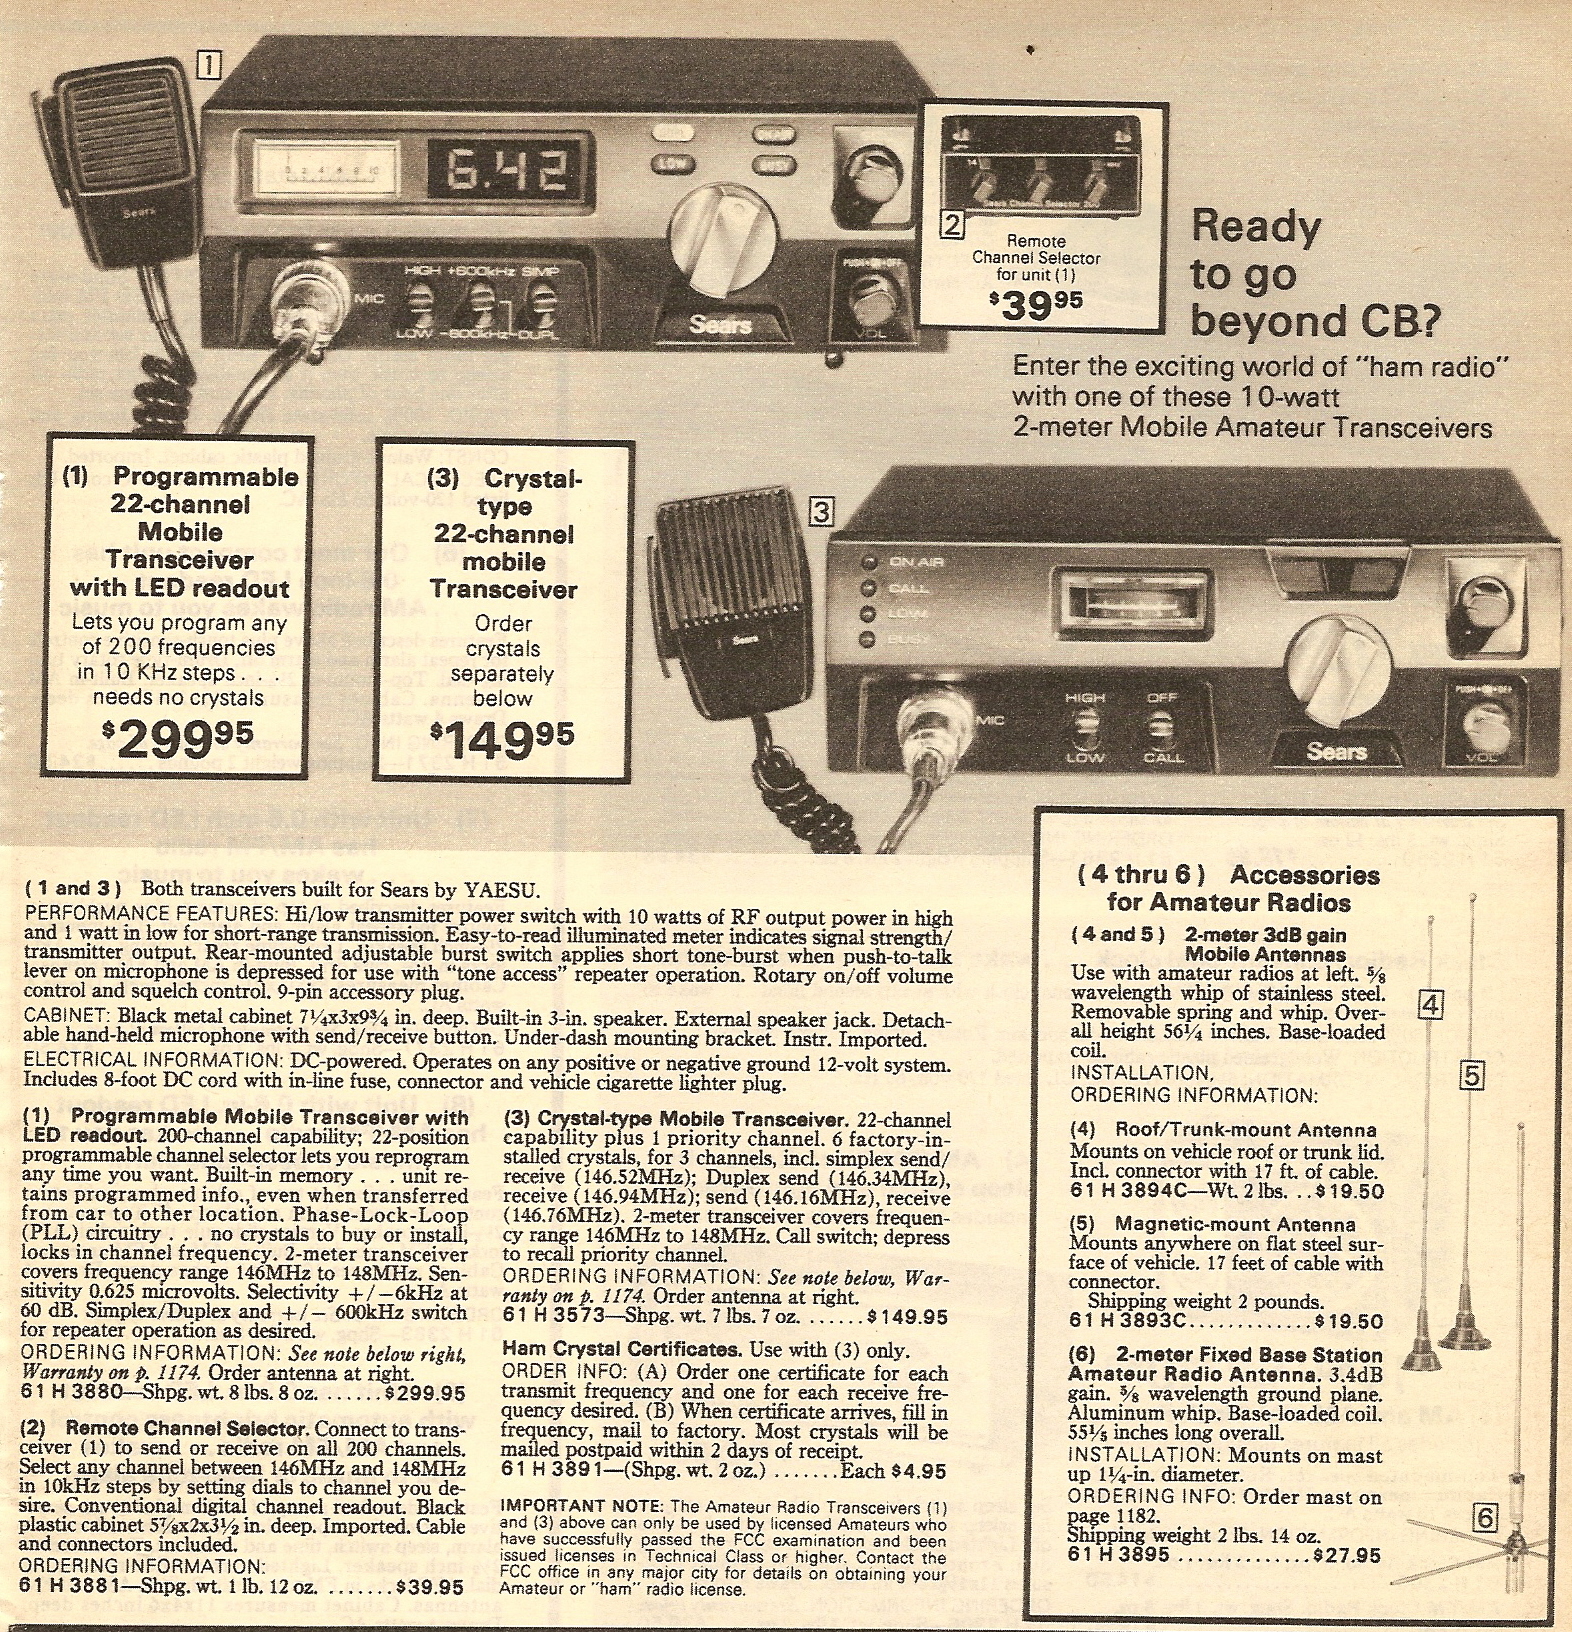 1
Sears
0 2 4 6 8 10
6.42
LOW
BUSY
HIGH +600kHz SIMP
MIC
LOW -600kHz DUPL
Sears
PUSH-ON-OFF
VOL
2
Remote
Channel Selector
for unit (1)
$3995
Ready
to go
beyond CB?
Enter the exciting world of "ham radio"
with one of these 10-watt
2-meter Mobile Amateur Transceivers
(1) Programmable
22-channel
Mobile
Transceiver
with LED readout
Lets you program any
of 200 frequencies
in 10 KHz steps . . .
needs no crystals
$29995
(3) Crystal-
type
22-channel
mobile
Transceiver
Order
crystals
separately
below
$14995
3
Sears
ON AIR
CALL
LOW
BUSY
MIC
HIGH OFF
LOW CALL
Sears
PUSH-ON-OFF
VOL
(1 and 3) Both transceivers built for Sears by YAESU.
PERFORMANCE FEATURES: Hi/low transmitter power switch with 10 watts of RF output power in high
and 1 watt in low for short-range transmission. Easy-to-read illuminated meter indicates signal strength/
transmitter output. Rear-mounted adjustable burst switch applies short tone-burst when push-to-talk
lever on microphone is depressed for use with "tone access" repeater operation. Rotary on/off volume
control and squelch control. 9-pin accessory plug.
CABINET: Black metal cabinet 7¼x3x9¾ in. deep. Built-in 3-in. speaker. External speaker jack. Detach-
able hand-held microphone with send/receive button. Under-dash mounting bracket. Instr. Imported.
ELECTRICAL INFORMATION: DC-powered. Operates on any positive or negative ground 12-volt system.
Includes 8-foot DC cord with in-line fuse, connector and vehicle cigarette lighter plug.
(1) Programmable Mobile Transceiver with
LED readout. 200-channel capability; 22-position
programmable channel selector lets you reprogram
any time you want. Built-in memory . . . unit re-
tains programmed info., even when transferred
from car to other location. Phase-Lock-Loop
(PLL) circuitry . . . no crystals to buy or install,
locks in channel frequency. 2-meter transceiver
covers frequency range 146MHz to 148MHz. Sen-
sitivity 0.625 microvolts. Selectivity +/−6kHz at
60 dB. Simplex/Duplex and +/− 600kHz switch
for repeater operation as desired.
ORDERING INFORMATION: See note below right,
Warranty on p. 1174. Order antenna at right.
61 H 3880—Shpg. wt. 8 lbs. 8 oz. .......$299.95
(2) Remote Channel Selector. Connect to trans-
ceiver (1) to send or receive on all 200 channels.
Select any channel between 146MHz and 148MHz
in 10kHz steps by setting dials to channel you de-
sire. Conventional digital channel readout. Black
plastic cabinet 5⅞x2x3½ in. deep. Imported. Cable
and connectors included.
ORDERING INFORMATION:
61 H 3881—Shpg. wt. 1 lb. 12 oz. .......$39.95
(3) Crystal-type Mobile Transceiver. 22-channel
capability plus 1 priority channel. 6 factory-in-
stalled crystals, for 3 channels, incl. simplex send/
receive (146.52MHz); Duplex send (146.34MHz),
receive (146.94MHz); send (146.16MHz), receive
(146.76MHz). 2-meter transceiver covers frequen-
cy range 146MHz to 148MHz. Call switch; depress
to recall priority channel.
ORDERING INFORMATION: See note below, War-
ranty on p. 1174. Order antenna at right.
61 H 3573—Shpg. wt. 7 lbs. 7 oz. .......$149.95
Ham Crystal Certificates. Use with (3) only.
ORDER INFO: (A) Order one certificate for each
transmit frequency and one for each receive fre-
quency desired. (B) When certificate arrives, fill in
frequency, mail to factory. Most crystals will be
mailed postpaid within 2 days of receipt.
61 H 3891—(Shpg. wt. 2 oz.) .......Each $4.95
IMPORTANT NOTE: The Amateur Radio Transceivers (1)
and (3) above can only be used by licensed Amateurs who
have successfully passed the FCC examination and been
issued licenses in Technical Class or higher. Contact the
FCC office in any major city for details on obtaining your
Amateur or "ham" radio license.
(4 thru 6) Accessories
for Amateur Radios
(4 and 5) 2-meter 3dB gain
Mobile Antennas
Use with amateur radios at left. ⅝
wavelength whip of stainless steel.
Removable spring and whip. Over-
all height 56¼ inches. Base-loaded
coil.
INSTALLATION,
ORDERING INFORMATION:
(4) Roof/Trunk-mount Antenna
Mounts on vehicle roof or trunk lid.
Incl. connector with 17 ft. of cable.
61 H 3894C—Wt. 2 lbs. ..$19.50
(5) Magnetic-mount Antenna
Mounts anywhere on flat steel sur-
face of vehicle. 17 feet of cable with
connector.
Shipping weight 2 pounds.
61 H 3893C.............$19.50
(6) 2-meter Fixed Base Station
Amateur Radio Antenna. 3.4dB
gain. ⅝ wavelength ground plane.
Aluminum whip. Base-loaded coil.
55⅛ inches long overall.
INSTALLATION: Mounts on mast
up 1¼-in. diameter.
ORDERING INFO: Order mast on
page 1182.
Shipping weight 2 lbs. 14 oz.
61 H 3895 ..............$27.95
4
5
6